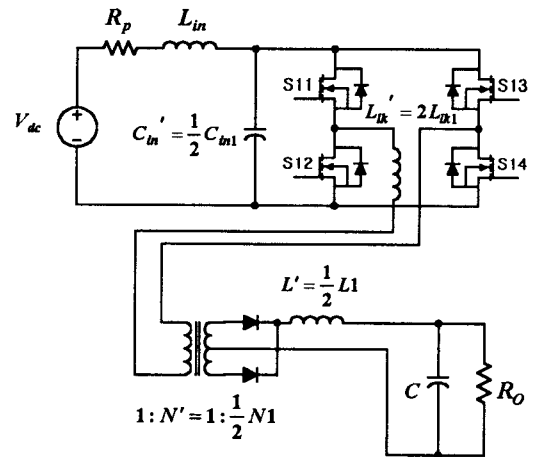 R_p
L_in
S11
S13
L_lk' = 2L_lk1
V_dc
C_in' = 1/2 C_in1
S12
S14
L' = 1/2 L1
C
R_O
1 : N' = 1 : 1/2 N1